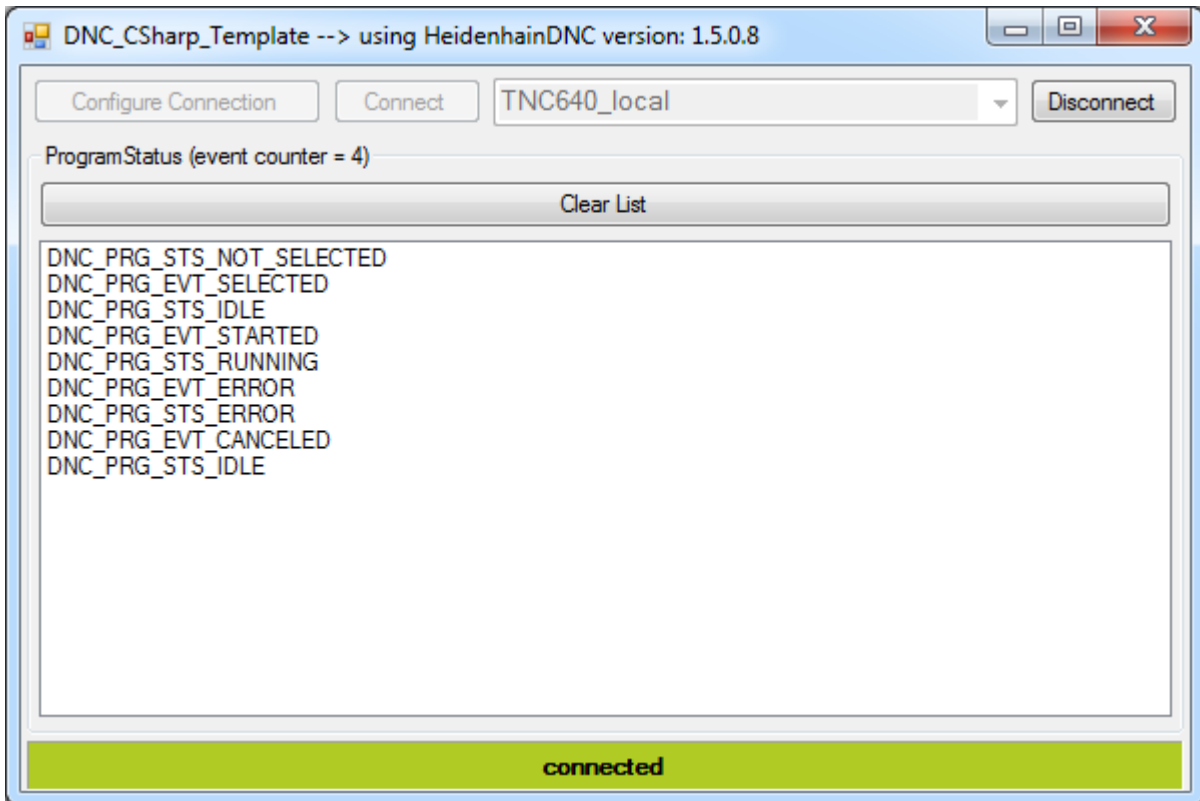 DNC_CSharp_Template --> using HeidenhainDNC version: 1.5.0.8
Configure Connection Connect TNC640_local Disconnect
ProgramStatus (event counter = 4)
Clear List
DNC_PRG_STS_NOT_SELECTED
DNC_PRG_EVT_SELECTED
DNC_PRG_STS_IDLE
DNC_PRG_EVT_STARTED
DNC_PRG_STS_RUNNING
DNC_PRG_EVT_ERROR
DNC_PRG_STS_ERROR
DNC_PRG_EVT_CANCELED
DNC_PRG_STS_IDLE
connected